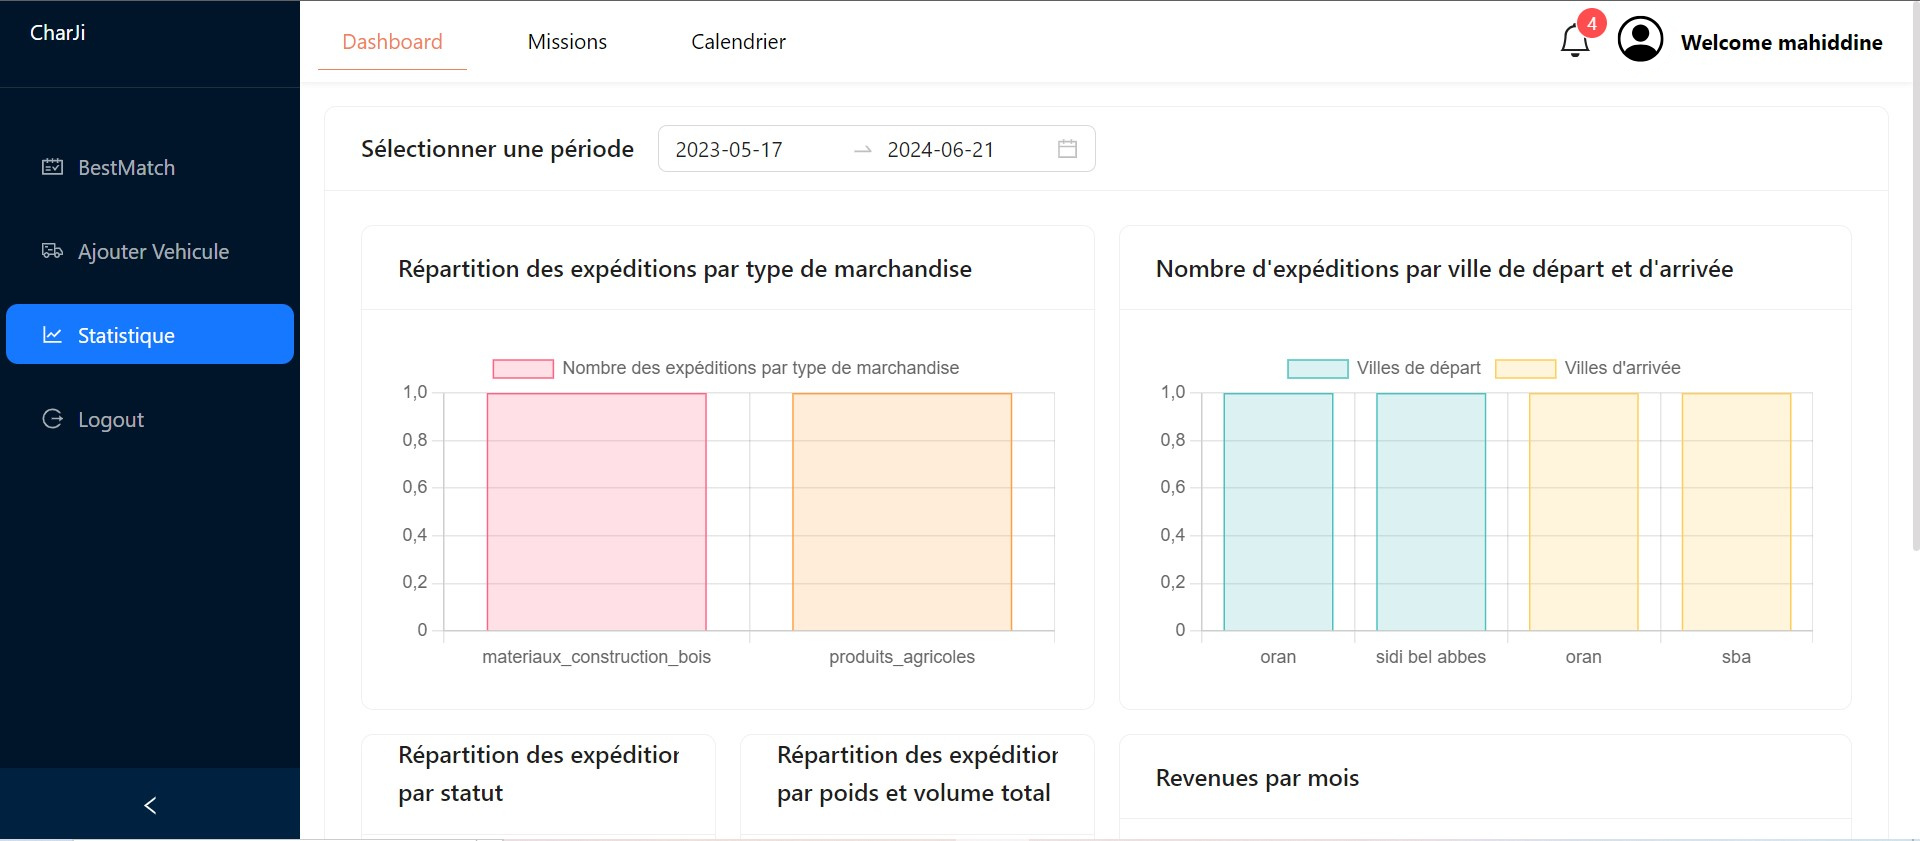 CharJi
Dashboard
Missions
Calendrier
4
Welcome mahiddine
BestMatch
Ajouter Vehicule
Statistique
Logout
Sélectionner une période
2023-05-17
2024-06-21
Répartition des expéditions par type de marchandise
Nombre des expéditions par type de marchandise
1,0
0,8
0,6
0,4
0,2
0
materiaux_construction_bois
produits_agricoles
Nombre d'expéditions par ville de départ et d'arrivée
Villes de départ
Villes d'arrivée
1,0
0,8
0,6
0,4
0,2
0
oran
sidi bel abbes
oran
sba
Répartition des expédition
par statut
Répartition des expédition
par poids et volume total
Revenues par mois